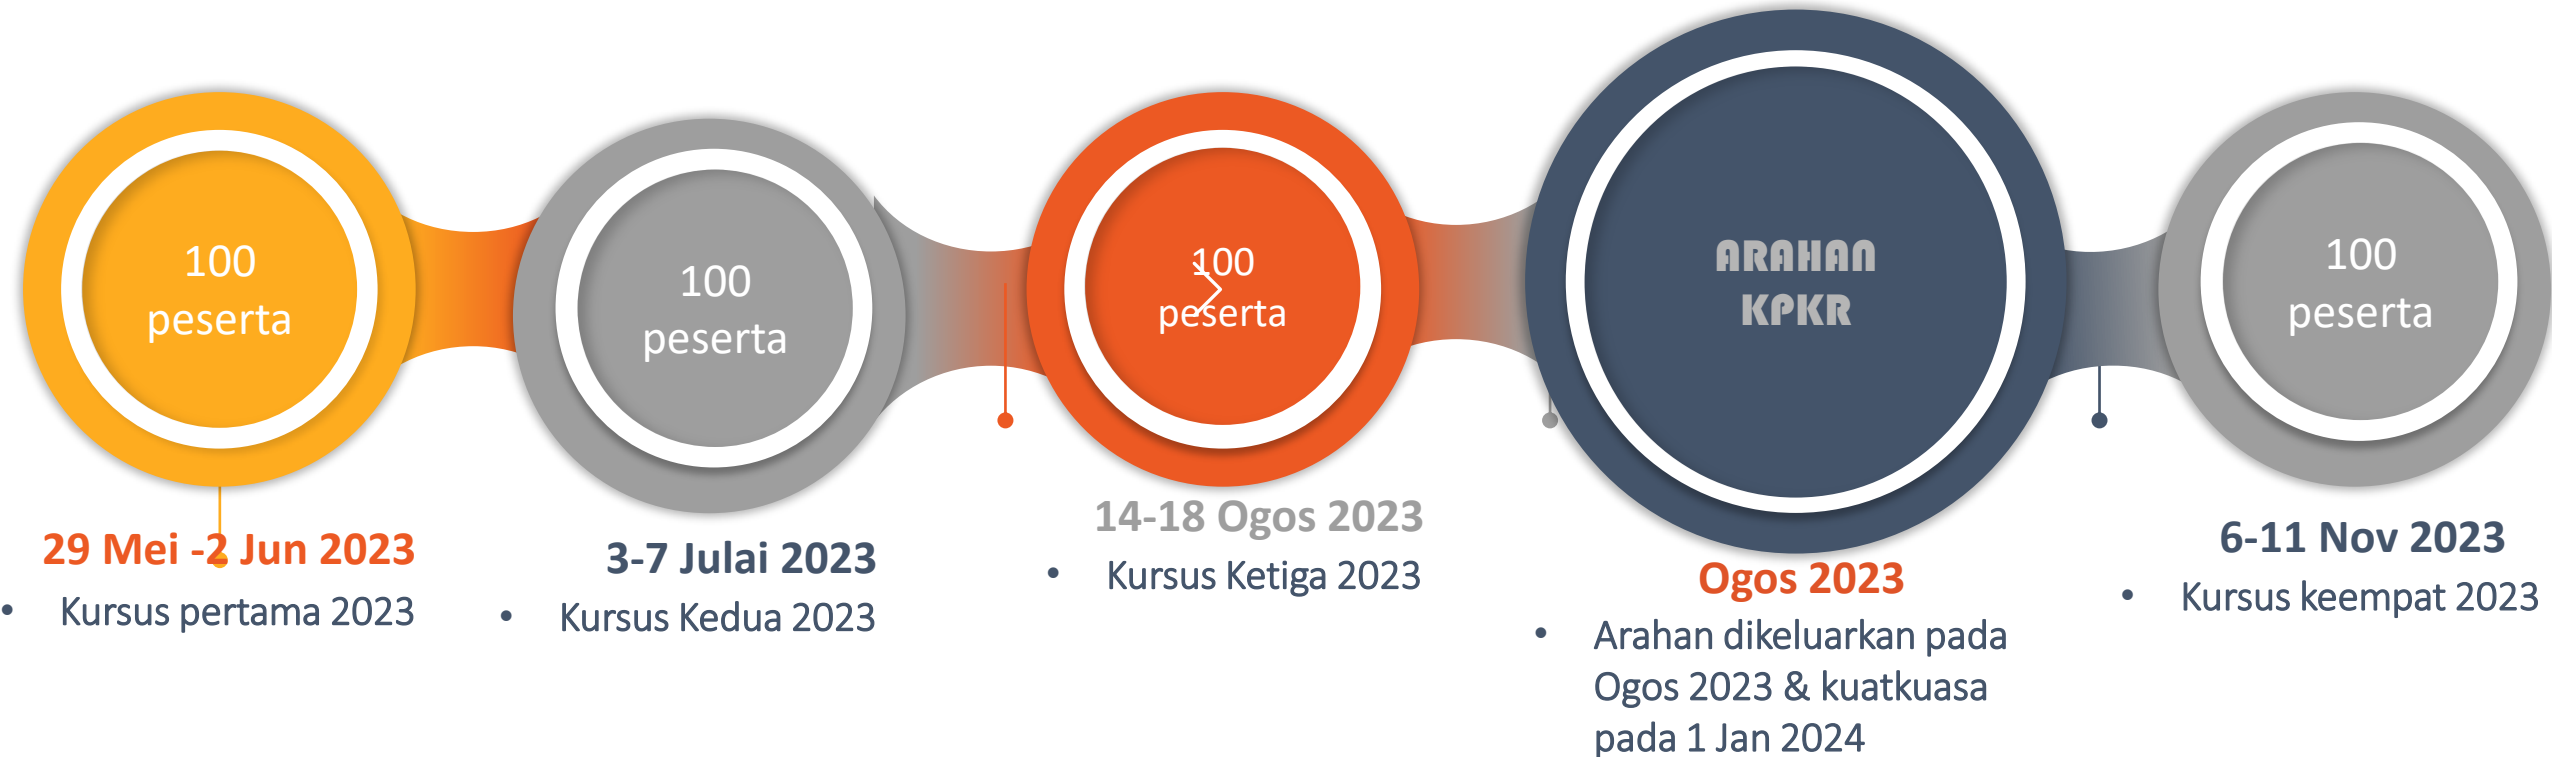 100
peserta
29 Mei -2 Jun 2023
• Kursus pertama 2023
100
peserta
3-7 Julai 2023
• Kursus Kedua 2023
100
peserta
14-18 Ogos 2023
• Kursus Ketiga 2023
ARAHAN
KPKR
Ogos 2023
• Arahan dikeluarkan pada
Ogos 2023 & kuatkuasa
pada 1 Jan 2024
100
peserta
6-11 Nov 2023
• Kursus keempat 2023